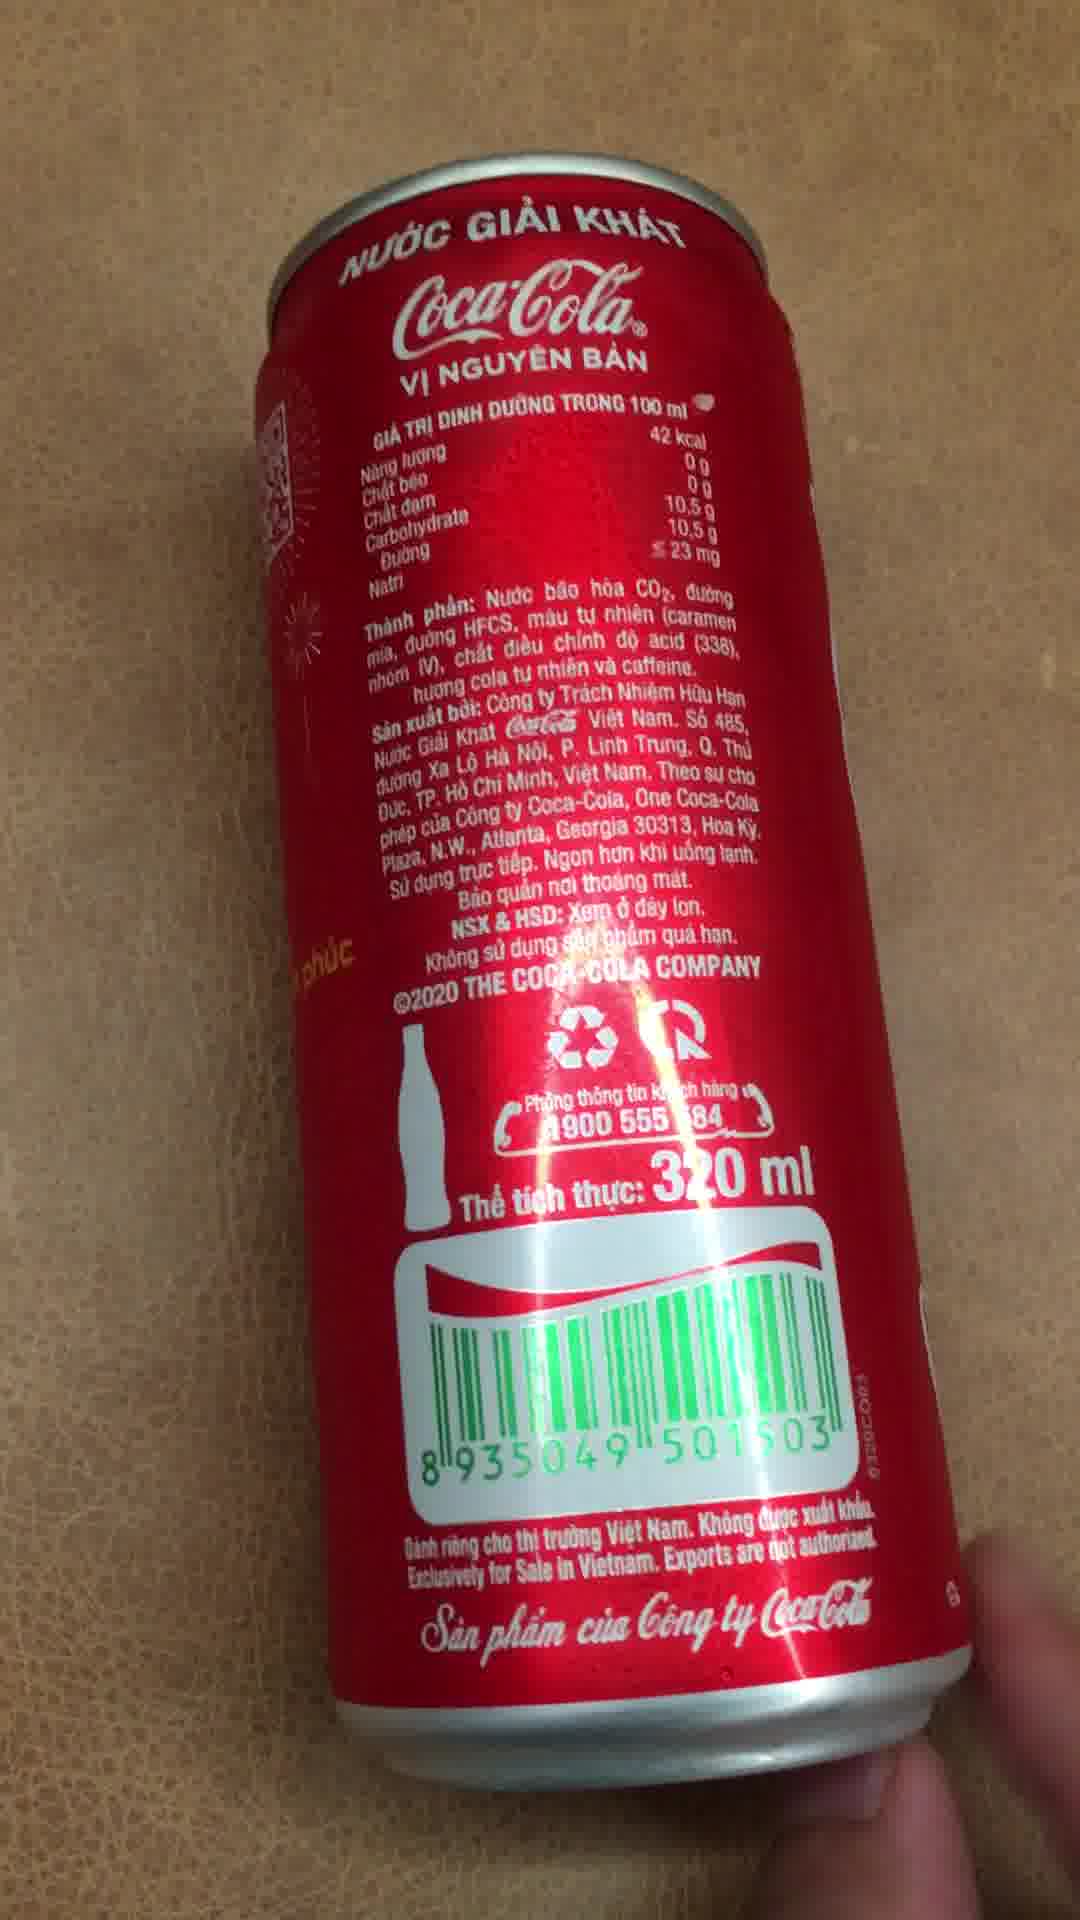 NƯỚC GIẢI KHÁT
Coca-Cola®
VỊ NGUYÊN BẢN
GIÁ TRỊ DINH DƯỠNG TRONG 100 ml
Năng lượng 42 kcal
Chất béo 0 g
Chất đạm 0 g
Carbohydrate 10,5 g
Đường 10,5 g
Natri ≤ 23 mg
Thành phần: Nước bão hòa CO₂, đường
mía, đường HFCS, màu tự nhiên (caramen
nhóm IV), chất điều chỉnh độ acid (338),
hương cola tự nhiên và caffeine.
Sản xuất bởi: Công ty Trách Nhiệm Hữu Hạn
Nước Giải Khát Coca-Cola Việt Nam. Số 485,
đường Xa Lộ Hà Nội, P. Linh Trung, Q. Thủ
Đức, TP. Hồ Chí Minh, Việt Nam. Theo sự cho
phép của Công ty Coca-Cola, One Coca-Cola
Plaza, N.W., Atlanta, Georgia 30313, Hoa Kỳ.
Sử dụng trực tiếp. Ngon hơn khi uống lạnh.
Bảo quản nơi thoáng mát.
NSX & HSD: Xem ở đáy lon.
Không sử dụng sản phẩm quá hạn.
©2020 THE COCA-COLA COMPANY
phúc
Phòng thông tin khách hàng
1900 555 584
Thể tích thực: 320 ml
8 935049 501503
Dành riêng cho thị trường Việt Nam. Không được xuất khẩu.
Exclusively for Sale in Vietnam. Exports are not authorized.
Sản phẩm của Công ty Coca-Cola